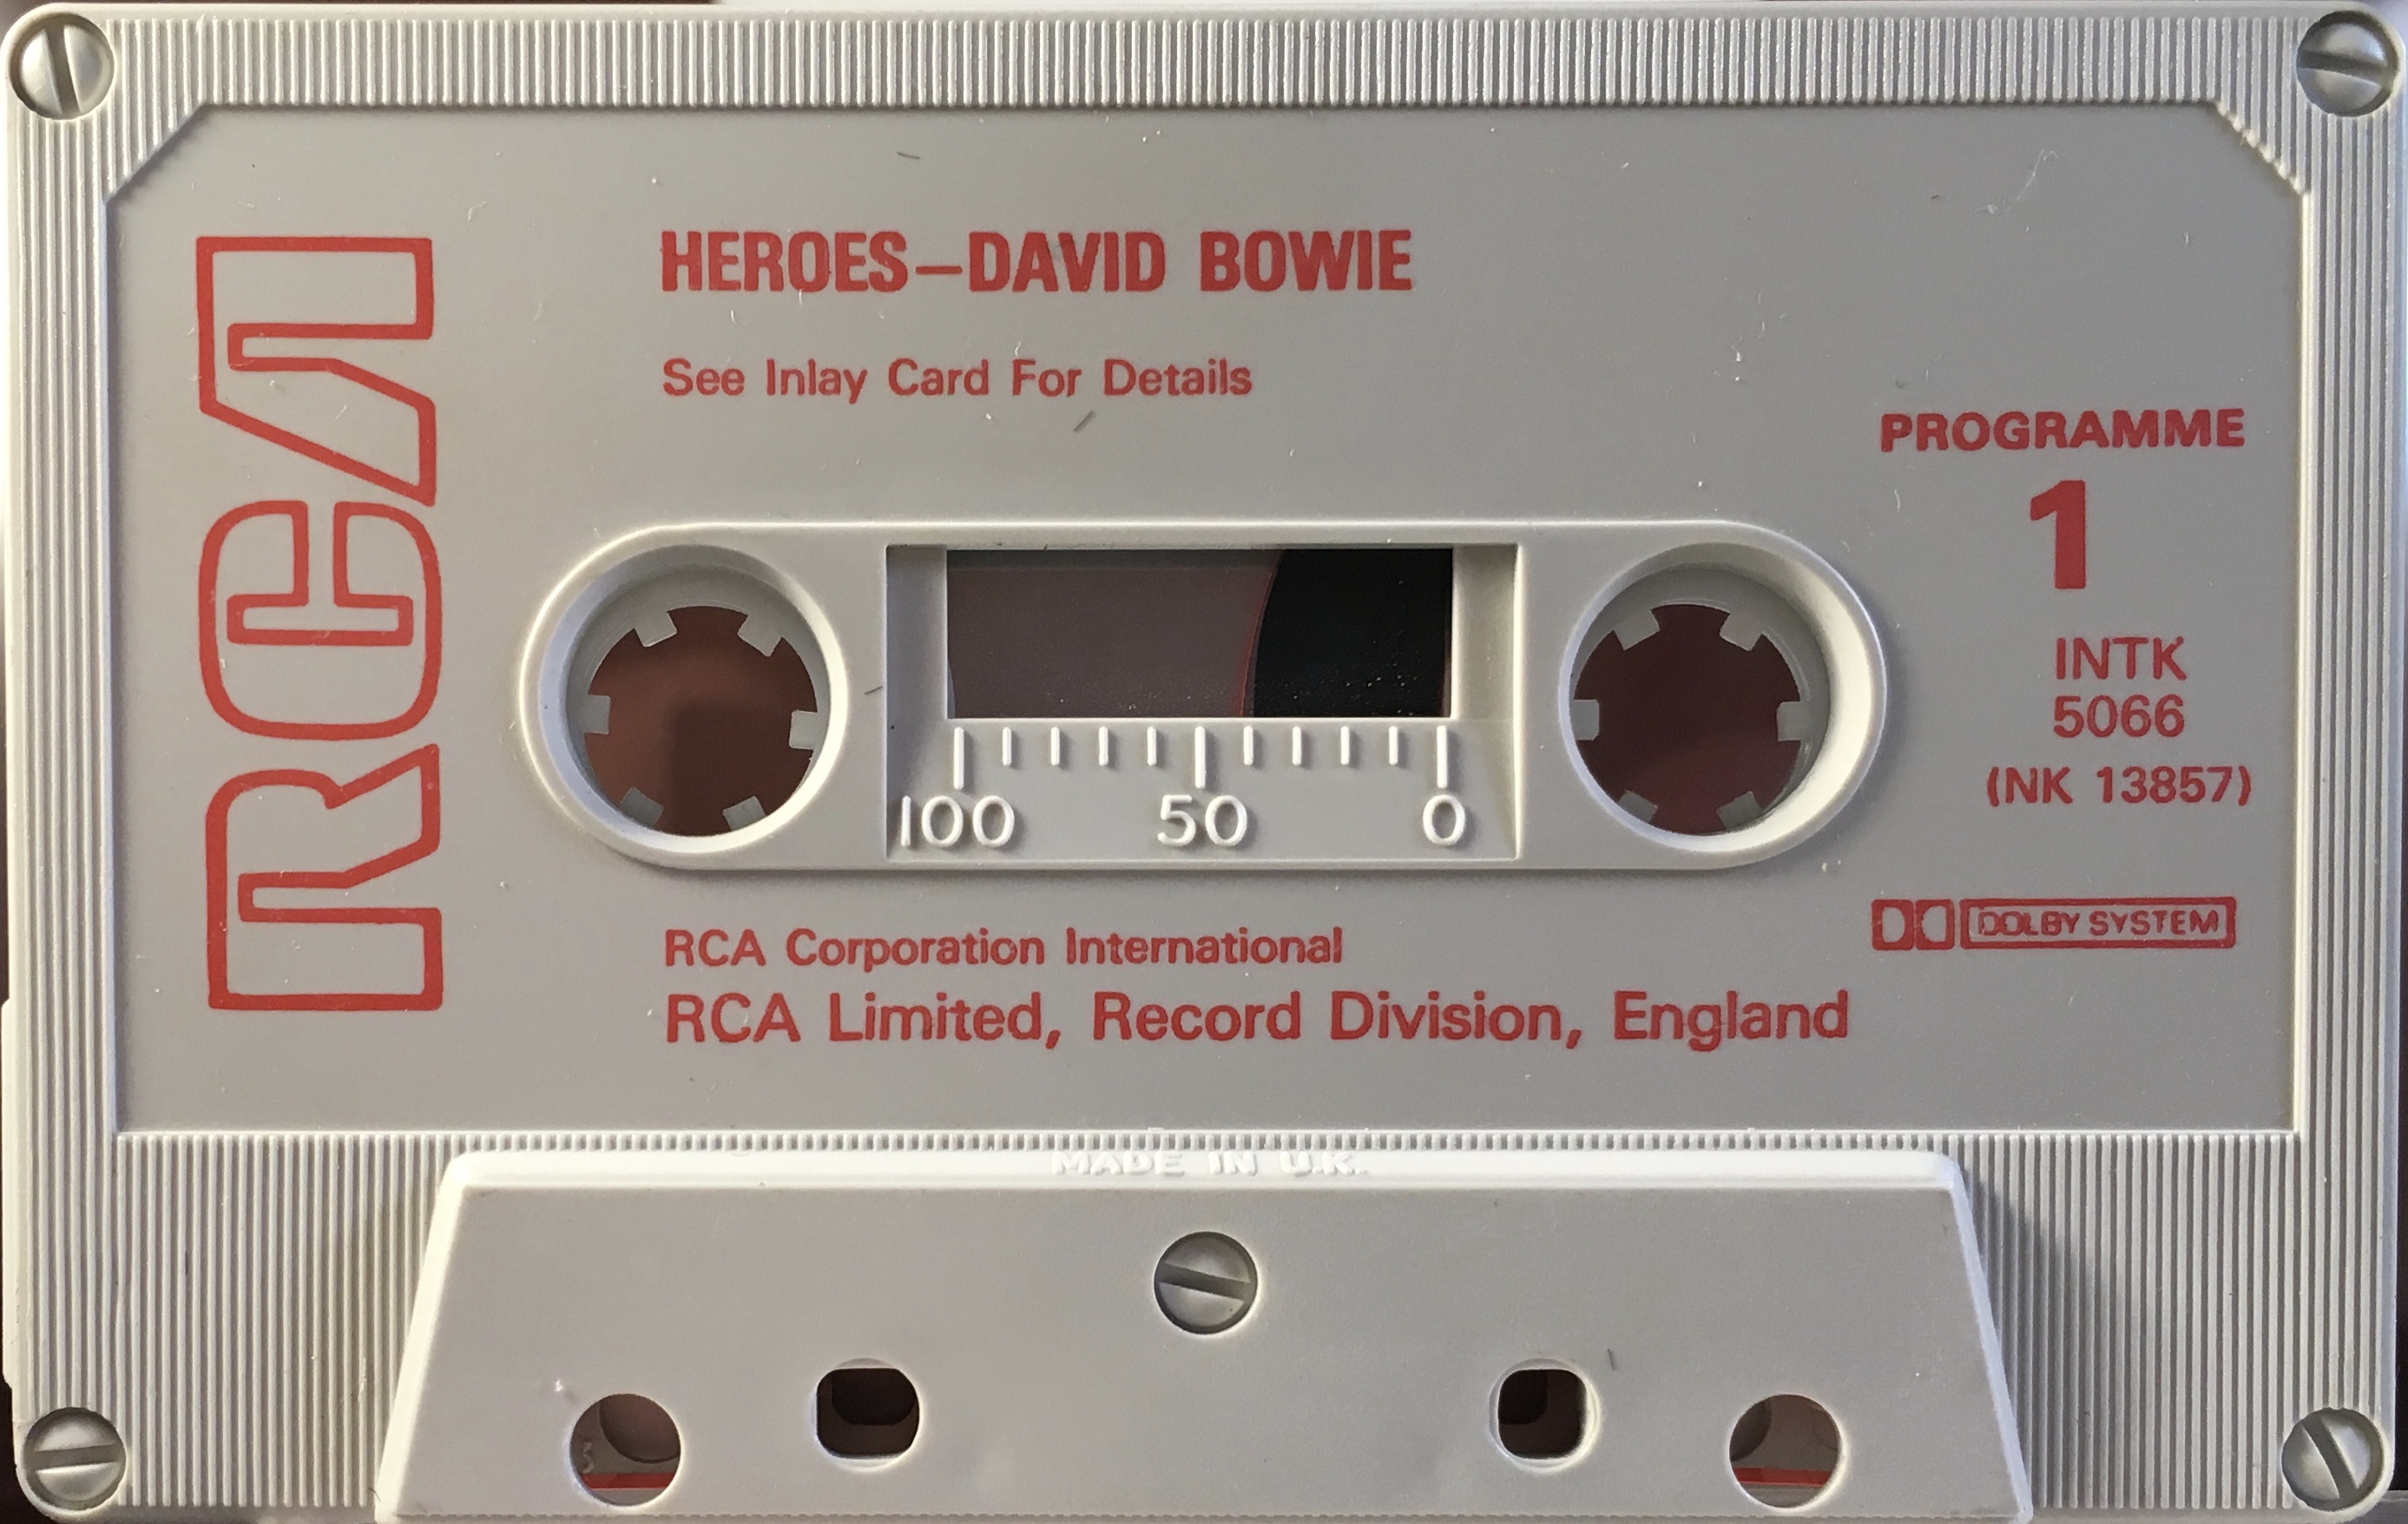 RCA
HEROES–DAVID BOWIE
See Inlay Card For Details
PROGRAMME
1
INTK
5066
(NK 13857)
100 50 0
DOLBY SYSTEM
RCA Corporation International
RCA Limited, Record Division, England
MADE IN U.K.